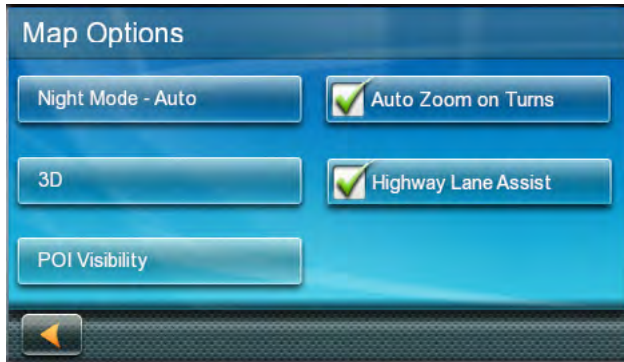 Map Options
Night Mode - Auto
Auto Zoom on Turns
3D
Highway Lane Assist
POI Visibility